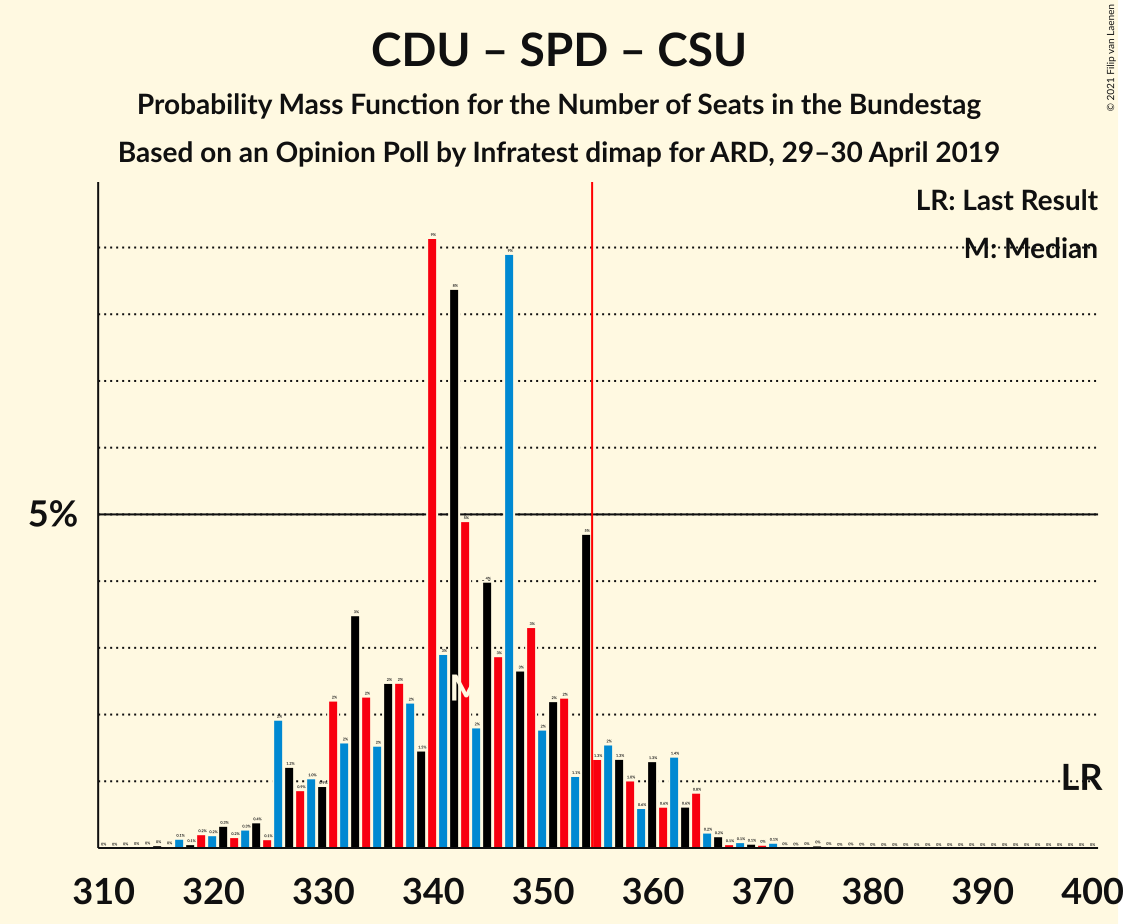 CDU – SPD – CSU
Probability Mass Function for the Number of Seats in the Bundestag
Based on an Opinion Poll by Infratest dimap for ARD, 29–30 April 2019
© 2021 Filip van Laenen
LR: Last Result
M: Median
5%
M
LR
310 320 330 340 350 360 370 380 390 400